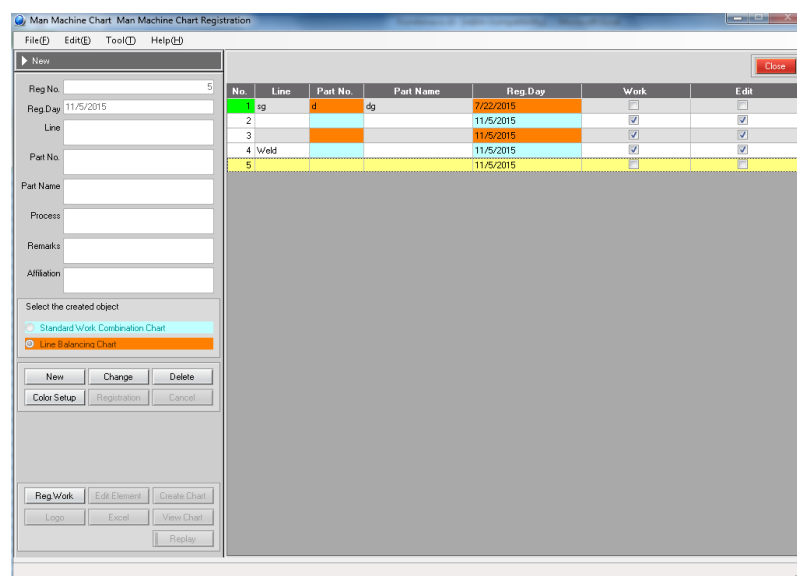 Man Machine Chart Man Machine Chart Registration
File(F) Edit(E) Tool(T) Help(H)
New
Close
Reg No. 5
Reg.Day 11/5/2015
Line
Part No.
Part Name
Process
Remarks
Affiliation
Select the created object
Standard Work Combination Chart
Line Balancing Chart
New Change Delete
Color Setup Registration Cancel
Reg.Work Edit Element Create Chart
Logo Excel View Chart
Replay
No. Line Part No. Part Name Reg.Day Work Edit
1 sg d dg 7/22/2015
2 11/5/2015
3 11/5/2015
4 Weld 11/5/2015
5 11/5/2015